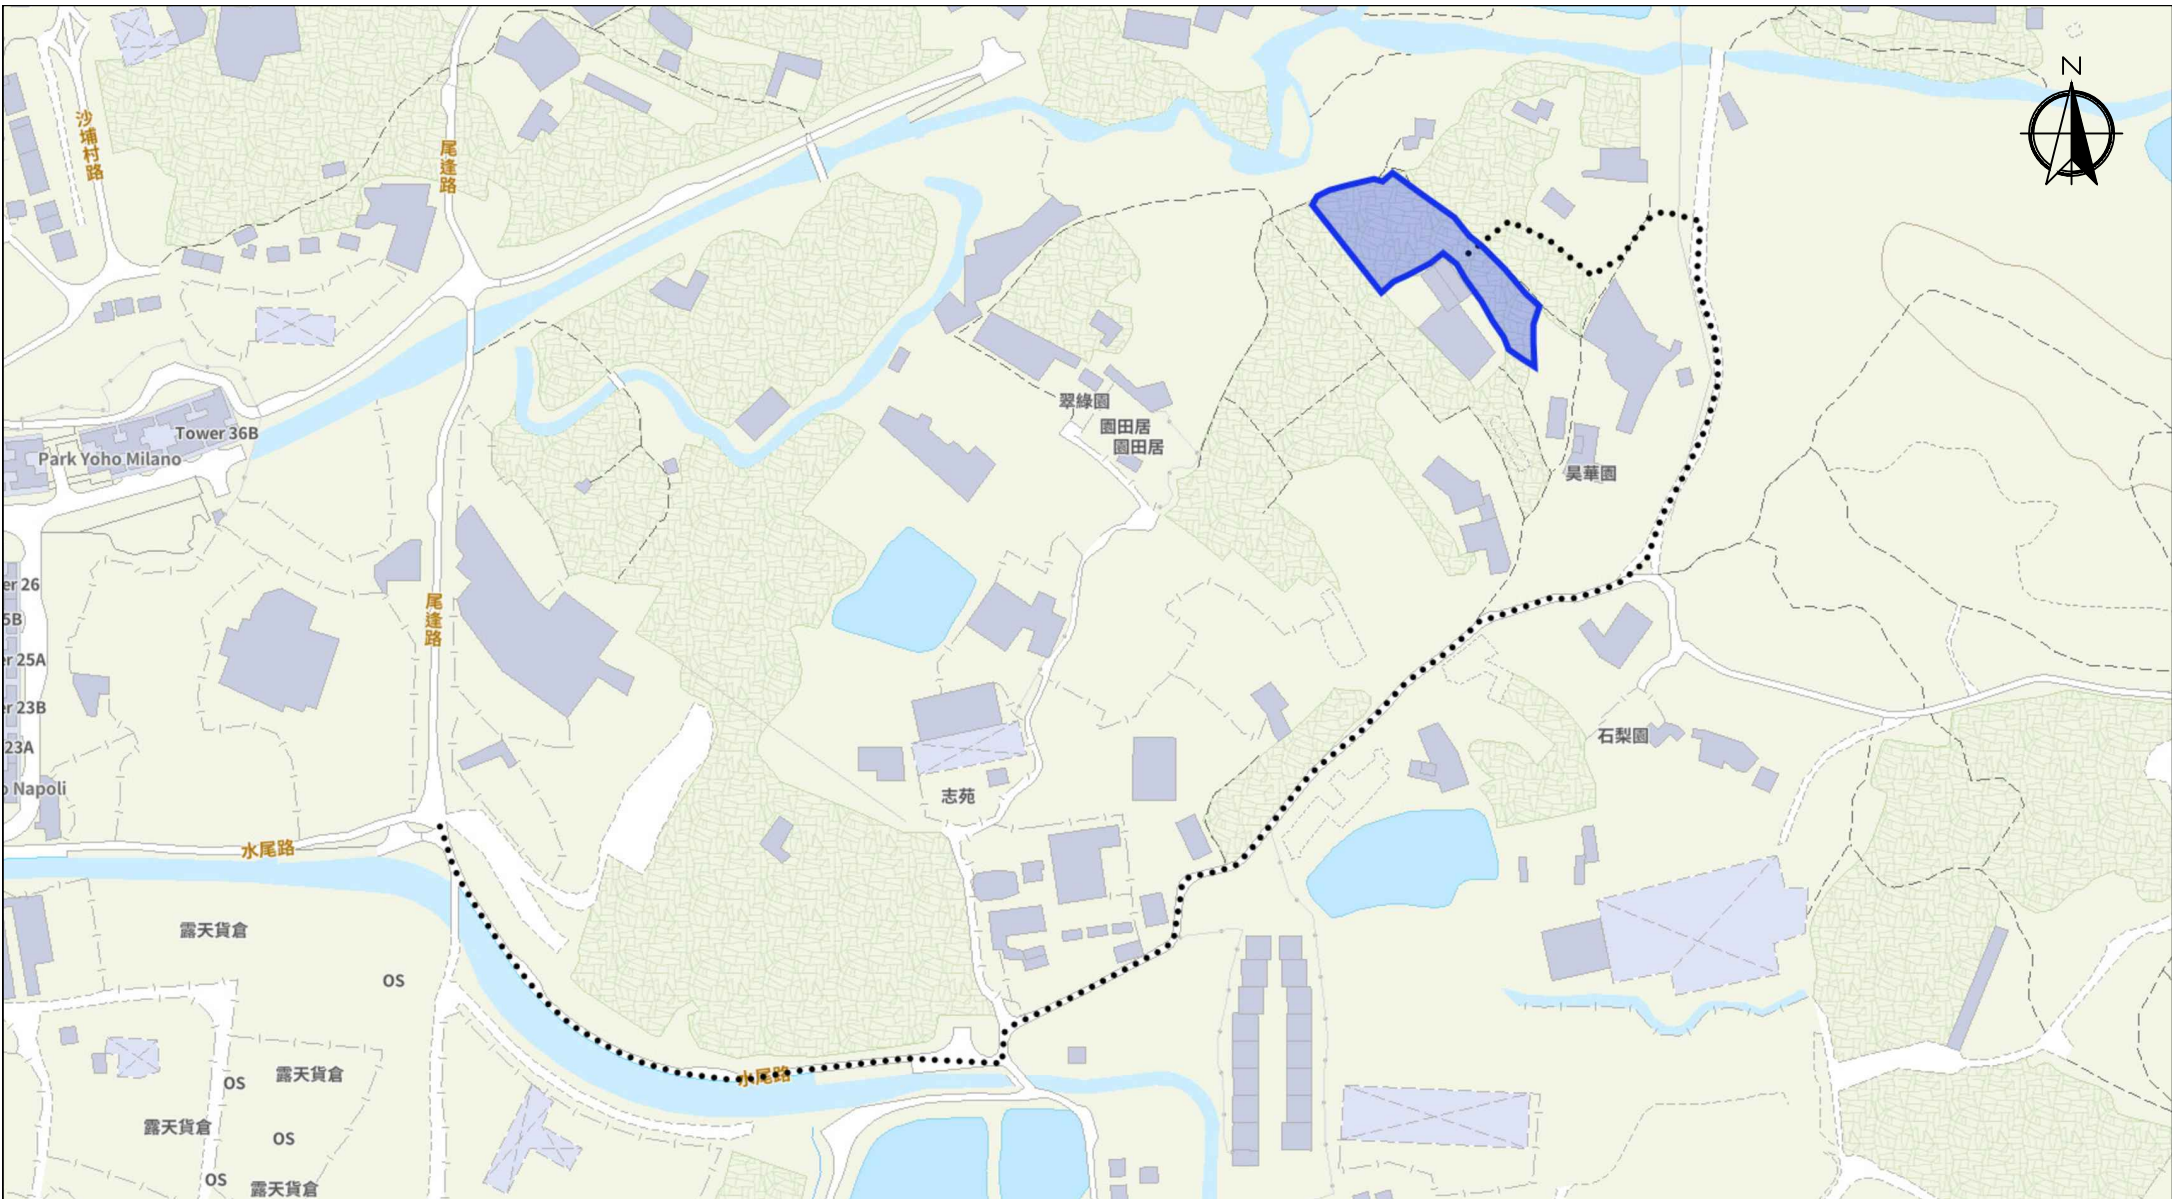 N
沙埔村路
尾逢路
翠綠園
園田居
園田居
Tower 36B
Park Yoho Milano
昊華園
er 26
尾逢路
5B
er 25A
er 23B
石梨園
23A
o Napoli
志苑
水尾路
露天貨倉
OS
水尾路
露天貨倉
OS
露天貨倉
OS
OS
露天貨倉